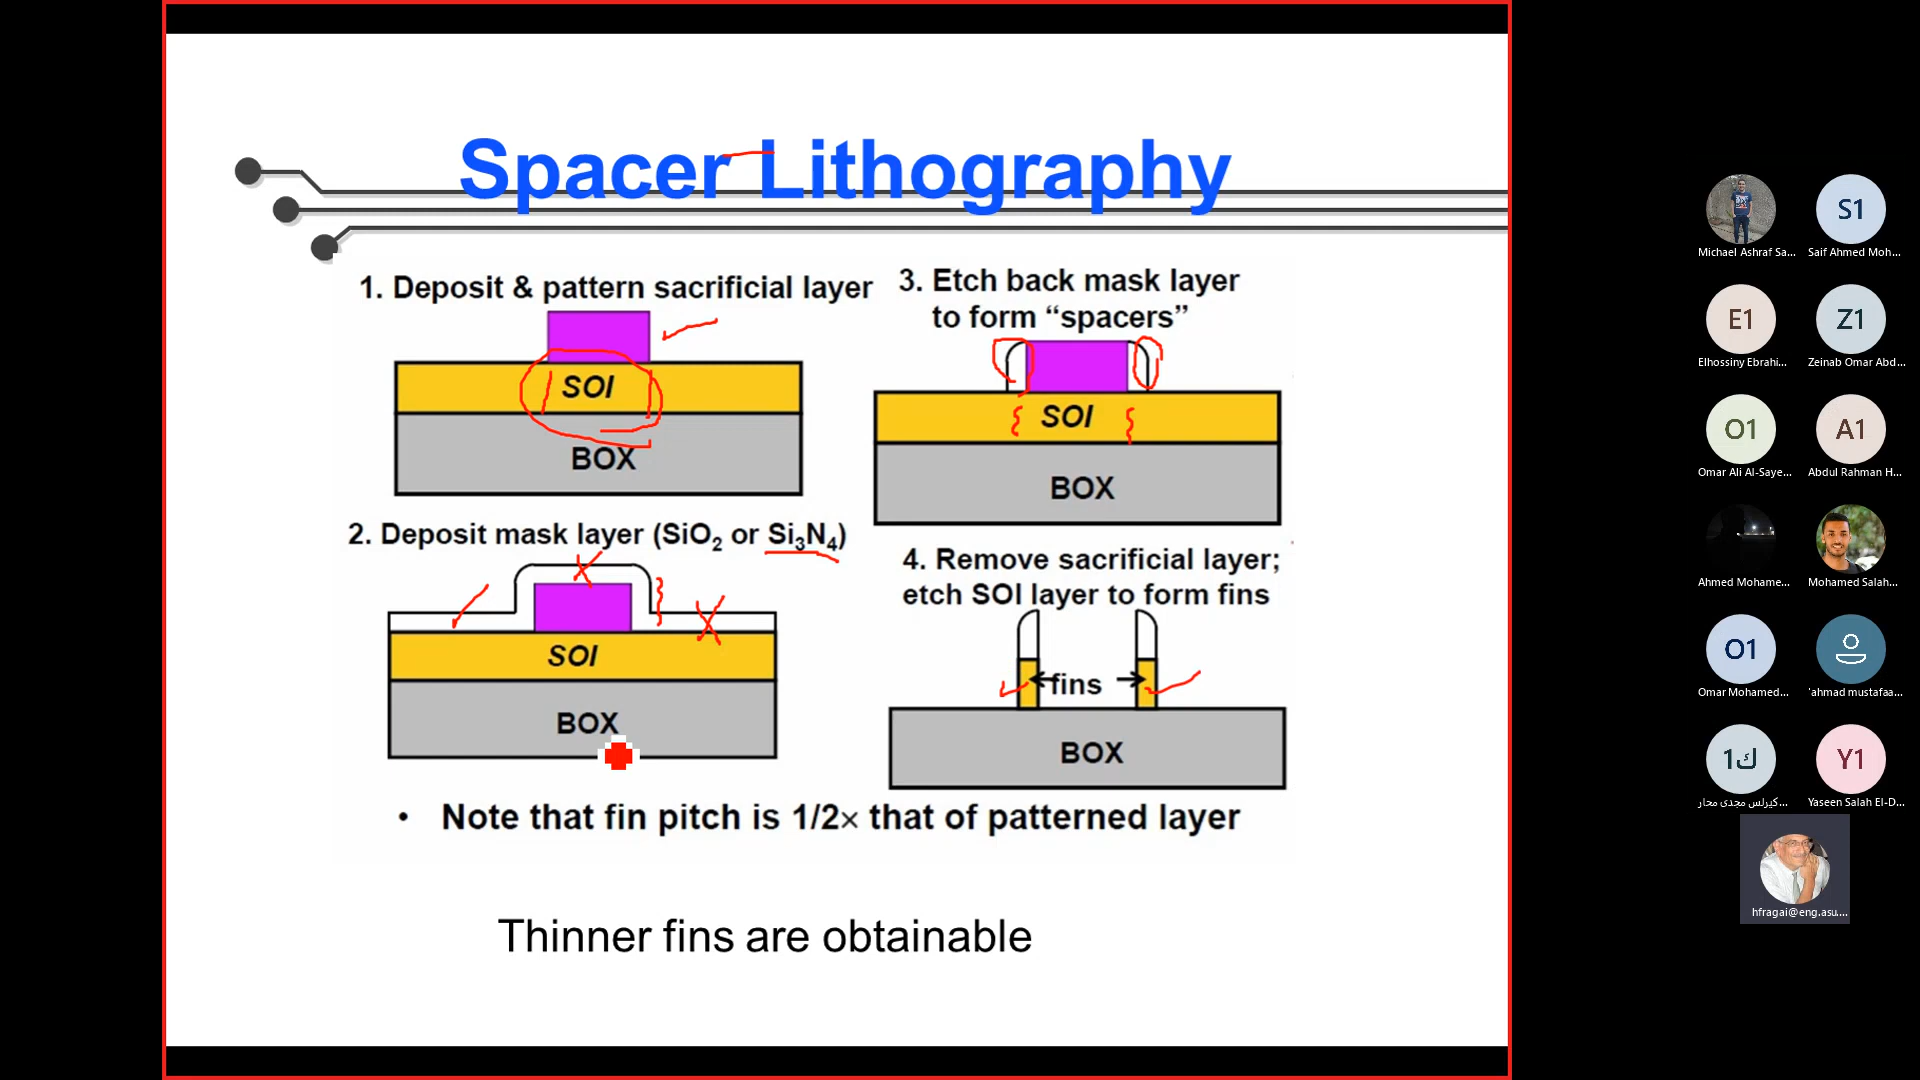 Spacer Lithography
1. Deposit & pattern sacrificial layer
SOI
BOX
2. Deposit mask layer (SiO₂ or Si₃N₄)
SOI
BOX
3. Etch back mask layer
to form “spacers”
SOI
BOX
4. Remove sacrificial layer;
etch SOI layer to form fins
fins
BOX
• Note that fin pitch is 1/2× that of patterned layer
Thinner fins are obtainable
Michael Ashraf Sa...
S1
Saif Ahmed Moh...
E1
Elhossiny Ebrahi...
Z1
Zeinab Omar Abd...
O1
Omar Ali Al-Saye...
A1
Abdul Rahman H...
Ahmed Mohame...
Mohamed Salah...
O1
Omar Mohamed...
'ahmad mustafaa...
ك1
كيرلس مجدى محار...
Y1
Yaseen Salah El-D...
hfragai@eng.asu....